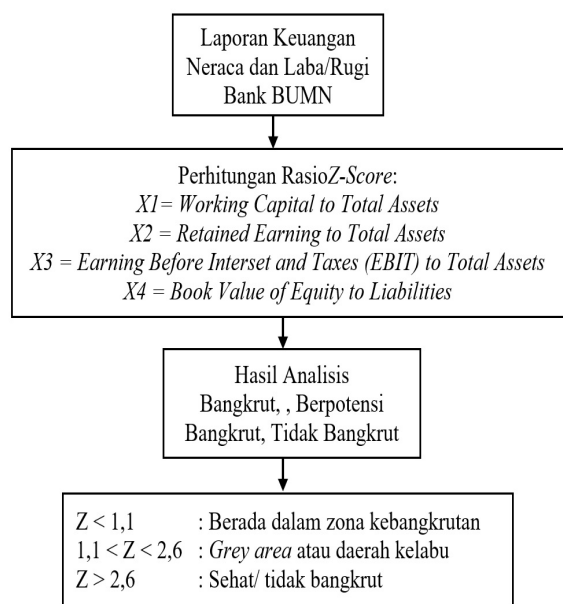 Laporan Keuangan
Neraca dan Laba/Rugi
Bank BUMN
Perhitungan RasioZ-Score:
X1= Working Capital to Total Assets
X2 = Retained Earning to Total Assets
X3 = Earning Before Interset and Taxes (EBIT) to Total Assets
X4 = Book Value of Equity to Liabilities
Hasil Analisis
Bangkrut, , Berpotensi
Bangkrut, Tidak Bangkrut
Z < 1,1 : Berada dalam zona kebangkrutan
1,1 < Z < 2,6 : Grey area atau daerah kelabu
Z > 2,6 : Sehat/ tidak bangkrut